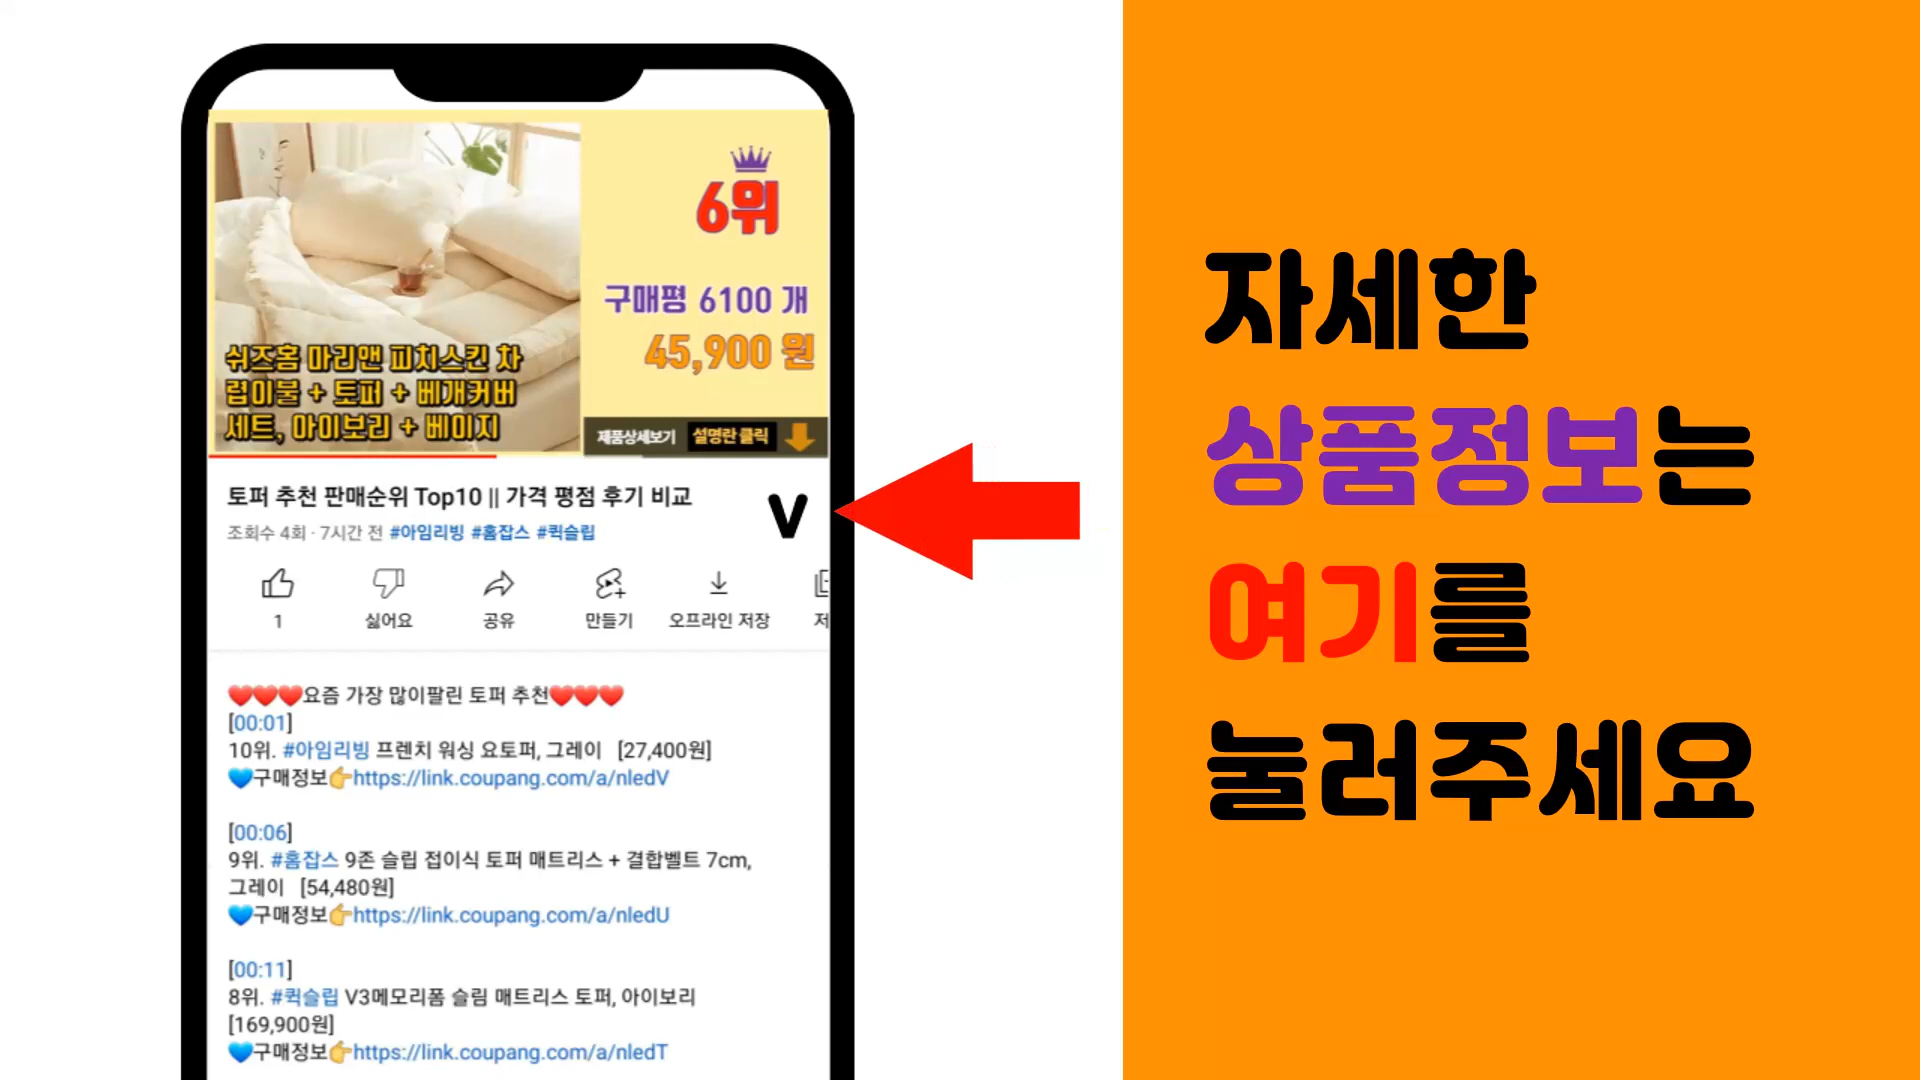 6위
구매평 6100 개
45,900 원
쉬즈홈 마리앤 피치스킨 차
렵이불 + 토퍼 + 베개커버
세트, 아이보리 + 베이지
제품상세보기 설명란 클릭
토퍼 추천 판매순위 Top10 || 가격 평점 후기 비교
V
조회수 4회 · 7시간 전 #아임리빙 #홈잡스 #퀵슬립
1 싫어요 공유 만들기 오프라인 저장 저
❤️❤️❤️요즘 가장 많이팔린 토퍼 추천❤️❤️❤️
[00:01]
10위. #아임리빙 프렌치 워싱 요토퍼, 그레이 [27,400원]
💙구매정보👉https://link.coupang.com/a/nledV
[00:06]
9위. #홈잡스 9존 슬립 접이식 토퍼 매트리스 + 결합벨트 7cm,
그레이 [54,480원]
💙구매정보👉https://link.coupang.com/a/nledU
[00:11]
8위. #퀵슬립 V3메모리폼 슬림 매트리스 토퍼, 아이보리
[169,900원]
💙구매정보👉https://link.coupang.com/a/nledT
자세한
상품정보는
여기를
눌러주세요